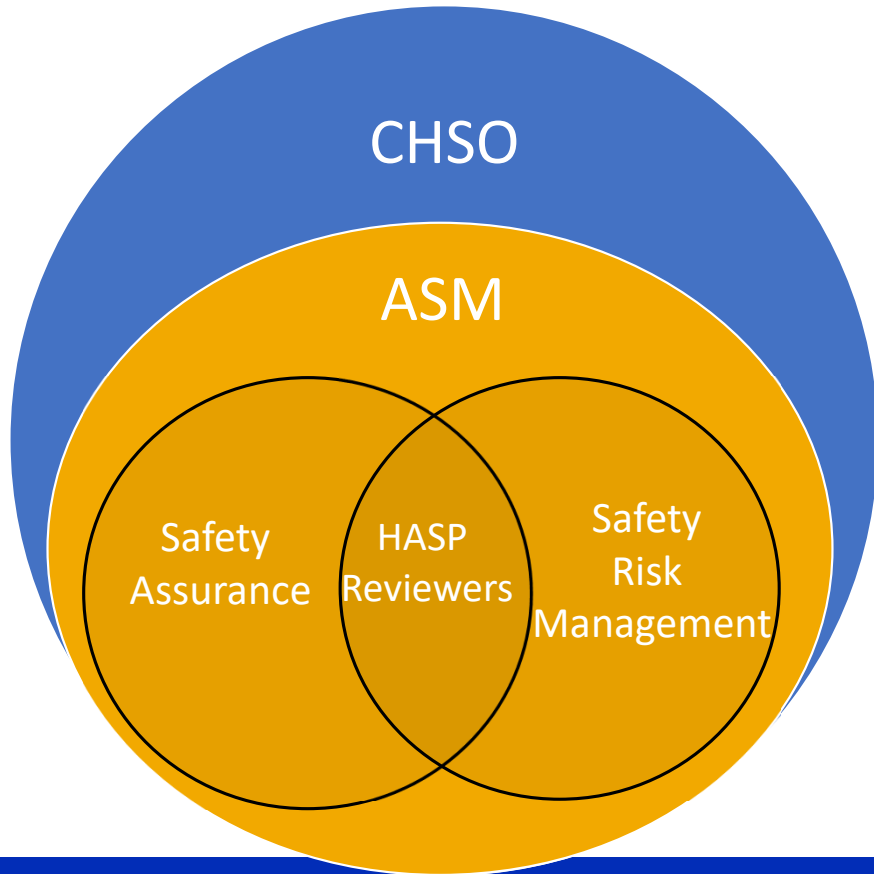 CHSO
ASM
Safety
Assurance
HASP
Reviewers
Safety
Risk
Management